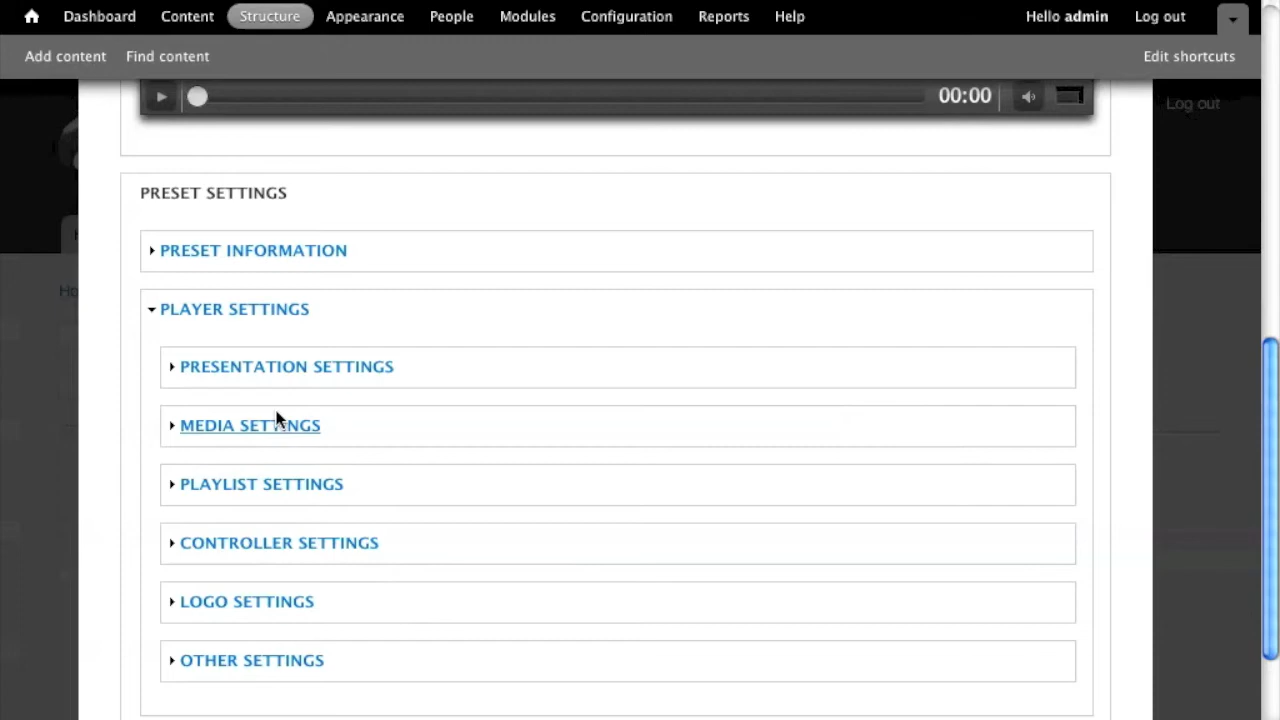 Dashboard Content Structure Appearance People Modules Configuration Reports Help Hello admin Log out
Add content Find content Edit shortcuts
00:00
Log out
PRESET SETTINGS
PRESET INFORMATION
Ho
PLAYER SETTINGS
PRESENTATION SETTINGS
MEDIA SETTINGS
PLAYLIST SETTINGS
CONTROLLER SETTINGS
LOGO SETTINGS
OTHER SETTINGS